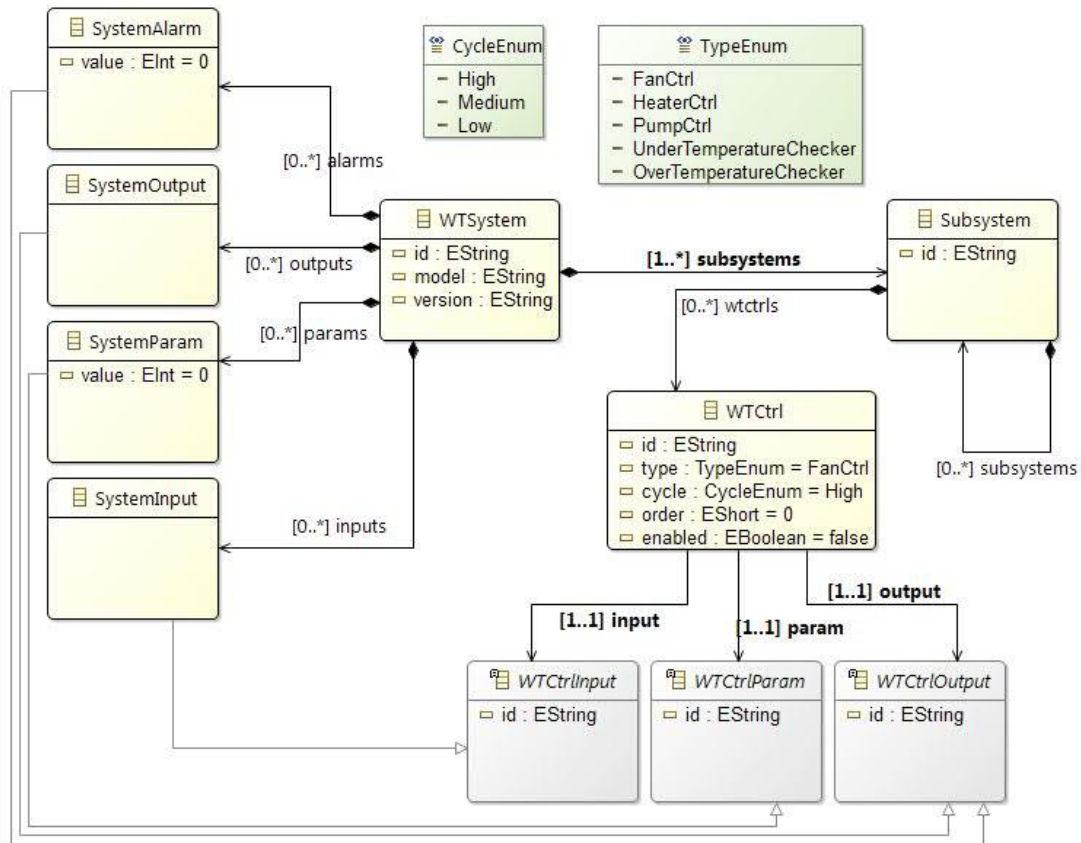 SystemAlarm
value : EInt = 0
CycleEnum
High
Medium
Low
TypeEnum
FanCtrl
HeaterCtrl
PumpCtrl
UnderTemperatureChecker
OverTemperatureChecker
[0..*] alarms
SystemOutput
[0..*] outputs
WTSystem
id : EString
model : EString
version : EString
[1..*] subsystems
Subsystem
id : EString
[0..*] params
[0..*] wtctrls
SystemParam
value : EInt = 0
WTCtrl
id : EString
type : TypeEnum = FanCtrl
cycle : CycleEnum = High
order : EShort = 0
enabled : EBoolean = false
[0..*] subsystems
SystemInput
[0..*] inputs
[1..1] input
[1..1] param
[1..1] output
WTCtrlInput
id : EString
WTCtrlParam
id : EString
WTCtrlOutput
id : EString